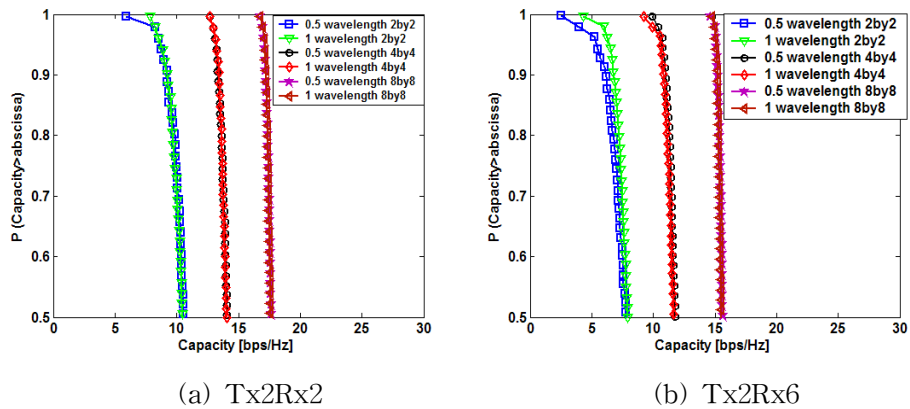 P (Capacity>abscissa)
1
0.9
0.8
0.7
0.6
0.5
0 5 10 15 20 25 30
Capacity [bps/Hz]
0.5 wavelength 2by2
1 wavelength 2by2
0.5 wavelength 4by4
1 wavelength 4by4
0.5 wavelength 8by8
1 wavelength 8by8
(a) Tx2Rx2
P (Capacity>abscissa)
1
0.9
0.8
0.7
0.6
0.5
0 5 10 15 20 25 30
Capacity [bps/Hz]
0.5 wavelength 2by2
1 wavelength 2by2
0.5 wavelength 4by4
1 wavelength 4by4
0.5 wavelength 8by8
1 wavelength 8by8
(b) Tx2Rx6